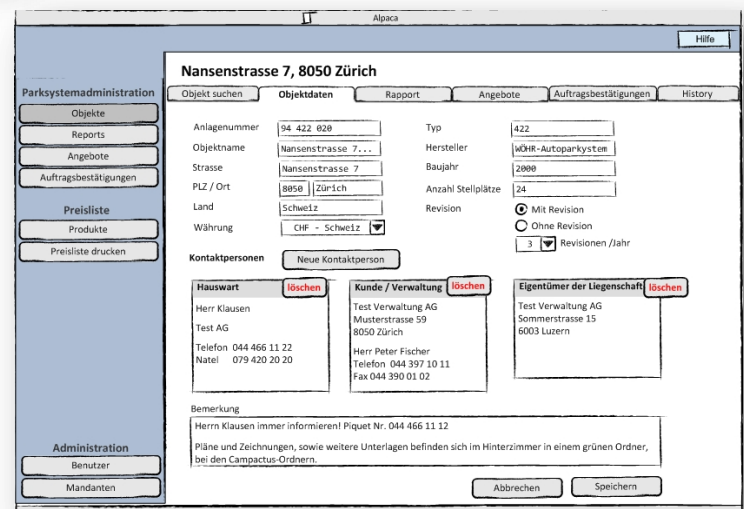 Alpaca
Hilfe
Nansenstrasse 7, 8050 Zürich
Parksystemadministration
Objekte
Reports
Angebote
Auftragsbestätigungen
Preisliste
Produkte
Preisliste drucken
Administration
Benutzer
Mandanten
Objekt suchen Objektdaten Rapport Angebote Auftragsbestätigungen History
Anlagenummer 94 422 020 Typ 422
Objektname Nansenstrasse 7... Hersteller WÖHR-Autoparkystem
Strasse Nansenstrasse 7 Baujahr 2000
PLZ / Ort 8050 Zürich Anzahl Stellplätze 24
Land Schweiz Revision Mit Revision
Währung CHF - Schweiz Ohne Revision
3 Revisionen /Jahr
Kontaktpersonen Neue Kontaktperson
Hauswart löschen
Herr Klausen
Test AG
Telefon 044 466 11 22
Natel 079 420 20 20
Kunde / Verwaltung löschen
Test Verwaltung AG
Musterstrasse 59
8050 Zürich
Herr Peter Fischer
Telefon 044 397 10 11
Fax 044 390 01 02
Eigentümer der Liegenschaft löschen
Test Verwaltung AG
Sommerstrasse 15
6003 Luzern
Bemerkung
Herrn Klausen immer informieren! Piquet Nr. 044 466 11 12
Pläne und Zeichnungen, sowie weitere Unterlagen befinden sich im Hinterzimmer in einem grünen Ordner,
bei den Campactus-Ordnern.
Abbrechen Speichern